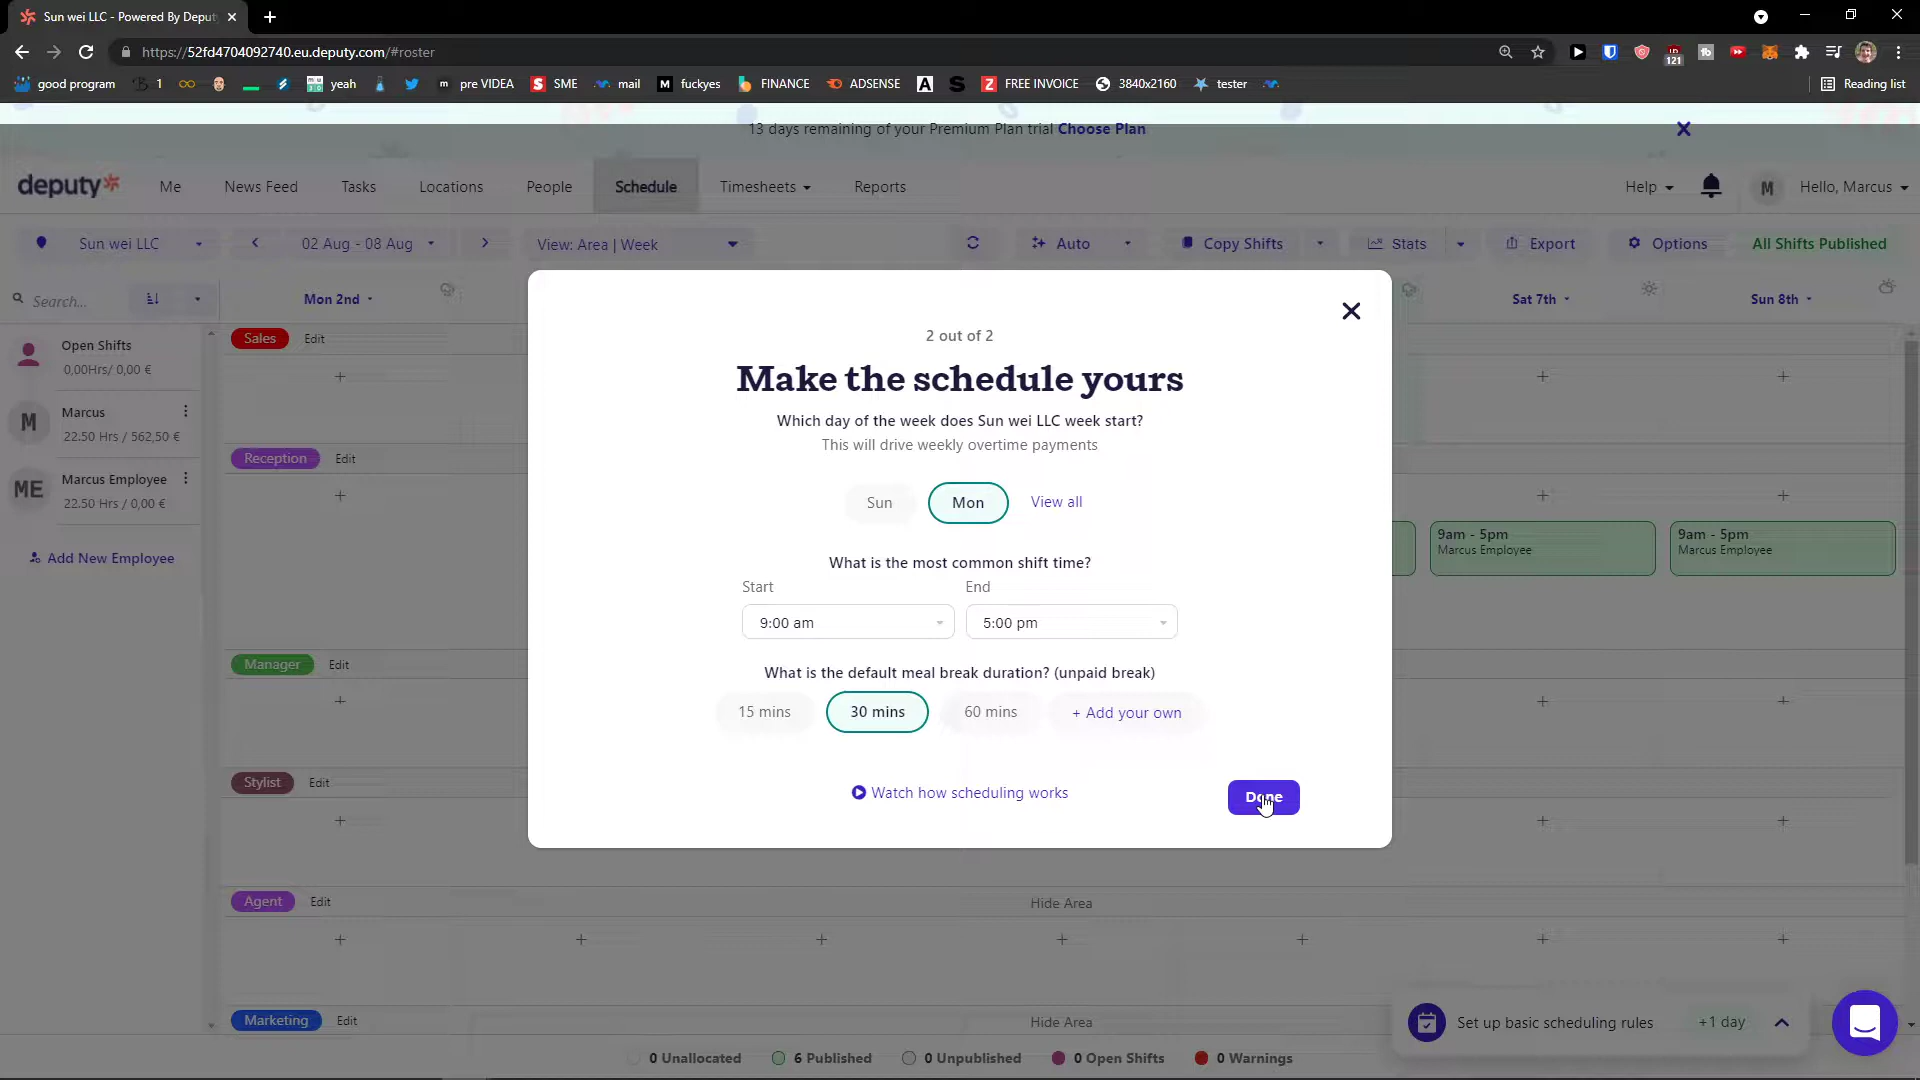 Sun wei LLC - Powered By Deput
https://52fd4704092740.eu.deputy.com/#roster
121
good program
1
yeah
pre VIDEA
SME
mail
fuckyes
FINANCE
ADSENSE
FREE INVOICE
3840x2160
tester
Reading list
13 days remaining of your Premium Plan trial Choose Plan
deputy
Me
News Feed
Tasks
Locations
People
Schedule
Timesheets
Reports
Help
M
Hello, Marcus
Sun wei LLC
02 Aug - 08 Aug
View: Area | Week
Auto
Copy Shifts
Stats
Export
Options
All Shifts Published
Search...
Mon 2nd
Sat 7th
Sun 8th
Open Shifts
0,00Hrs/ 0,00 €
M
Marcus
22.50 Hrs / 562,50 €
ME
Marcus Employee
22.50 Hrs / 0,00 €
Add New Employee
Sales Edit
Reception Edit
9am - 5pm
Marcus Employee
9am - 5pm
Marcus Employee
Manager Edit
Stylist Edit
Agent Edit
Hide Area
Marketing Edit
Hide Area
2 out of 2
Make the schedule yours
Which day of the week does Sun wei LLC week start?
This will drive weekly overtime payments
Sun
Mon
View all
What is the most common shift time?
Start
End
9:00 am
5:00 pm
What is the default meal break duration? (unpaid break)
15 mins
30 mins
60 mins
+ Add your own
Watch how scheduling works
Done
Set up basic scheduling rules
+1 day
0 Unallocated
6 Published
0 Unpublished
0 Open Shifts
0 Warnings